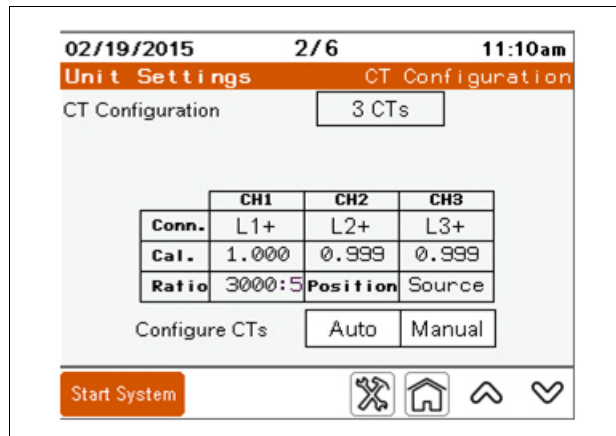 02/19/2015 2/6 11:10am
Unit Settings CT Configuration
CT Configuration 3 CTs
CH1 CH2 CH3
Conn. L1+ L2+ L3+
Cal. 1.000 0.999 0.999
Ratio 3000:5 Position Source
Configure CTs Auto Manual
Start System